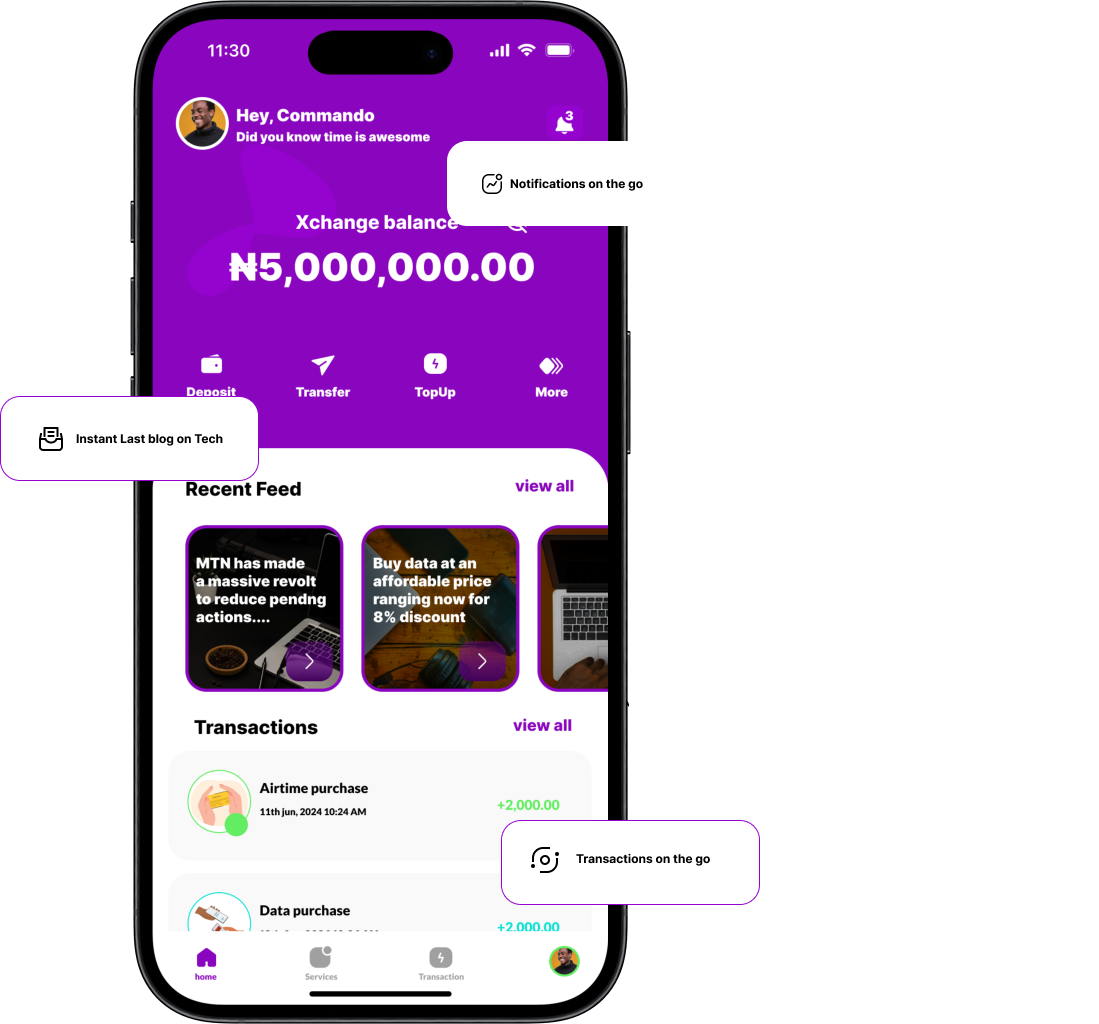 11:30
Hey, Commando
3
Did you know time is awesome
Notifications on the go
Xchange balance
₦5,000,000.00
Deposit
Transfer
TopUp
More
Instant Last blog on Tech
Recent Feed
view all
MTN has made
a massive revolt
to reduce pendng
actions....
Buy data at an
affordable price
ranging now for
8% discount
Transactions
view all
Airtime purchase
11th jun, 2024 10:24 AM
+2,000.00
Transactions on the go
Data purchase
+2,000.00
home
Services
Transaction